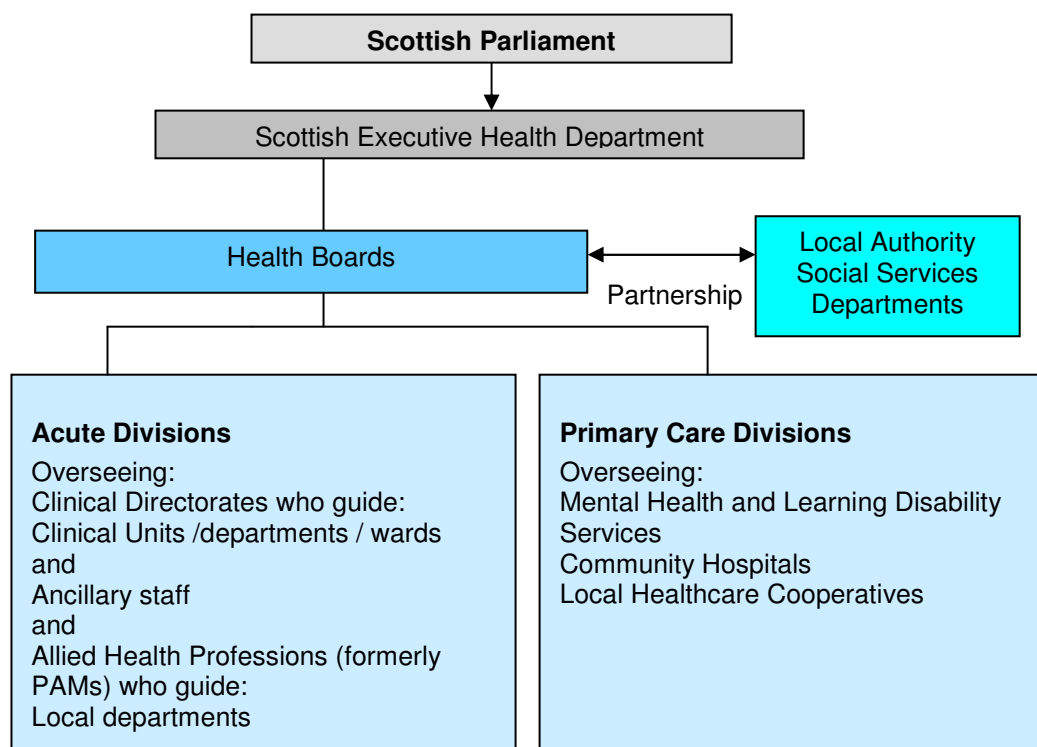 Scottish Parliament
Scottish Executive Health Department
Health Boards
Partnership
Local Authority
Social Services
Departments
Acute Divisions
Overseeing:
Clinical Directorates who guide:
Clinical Units /departments / wards
and
Ancillary staff
and
Allied Health Professions (formerly
PAMs) who guide:
Local departments
Primary Care Divisions
Overseeing:
Mental Health and Learning Disability
Services
Community Hospitals
Local Healthcare Cooperatives